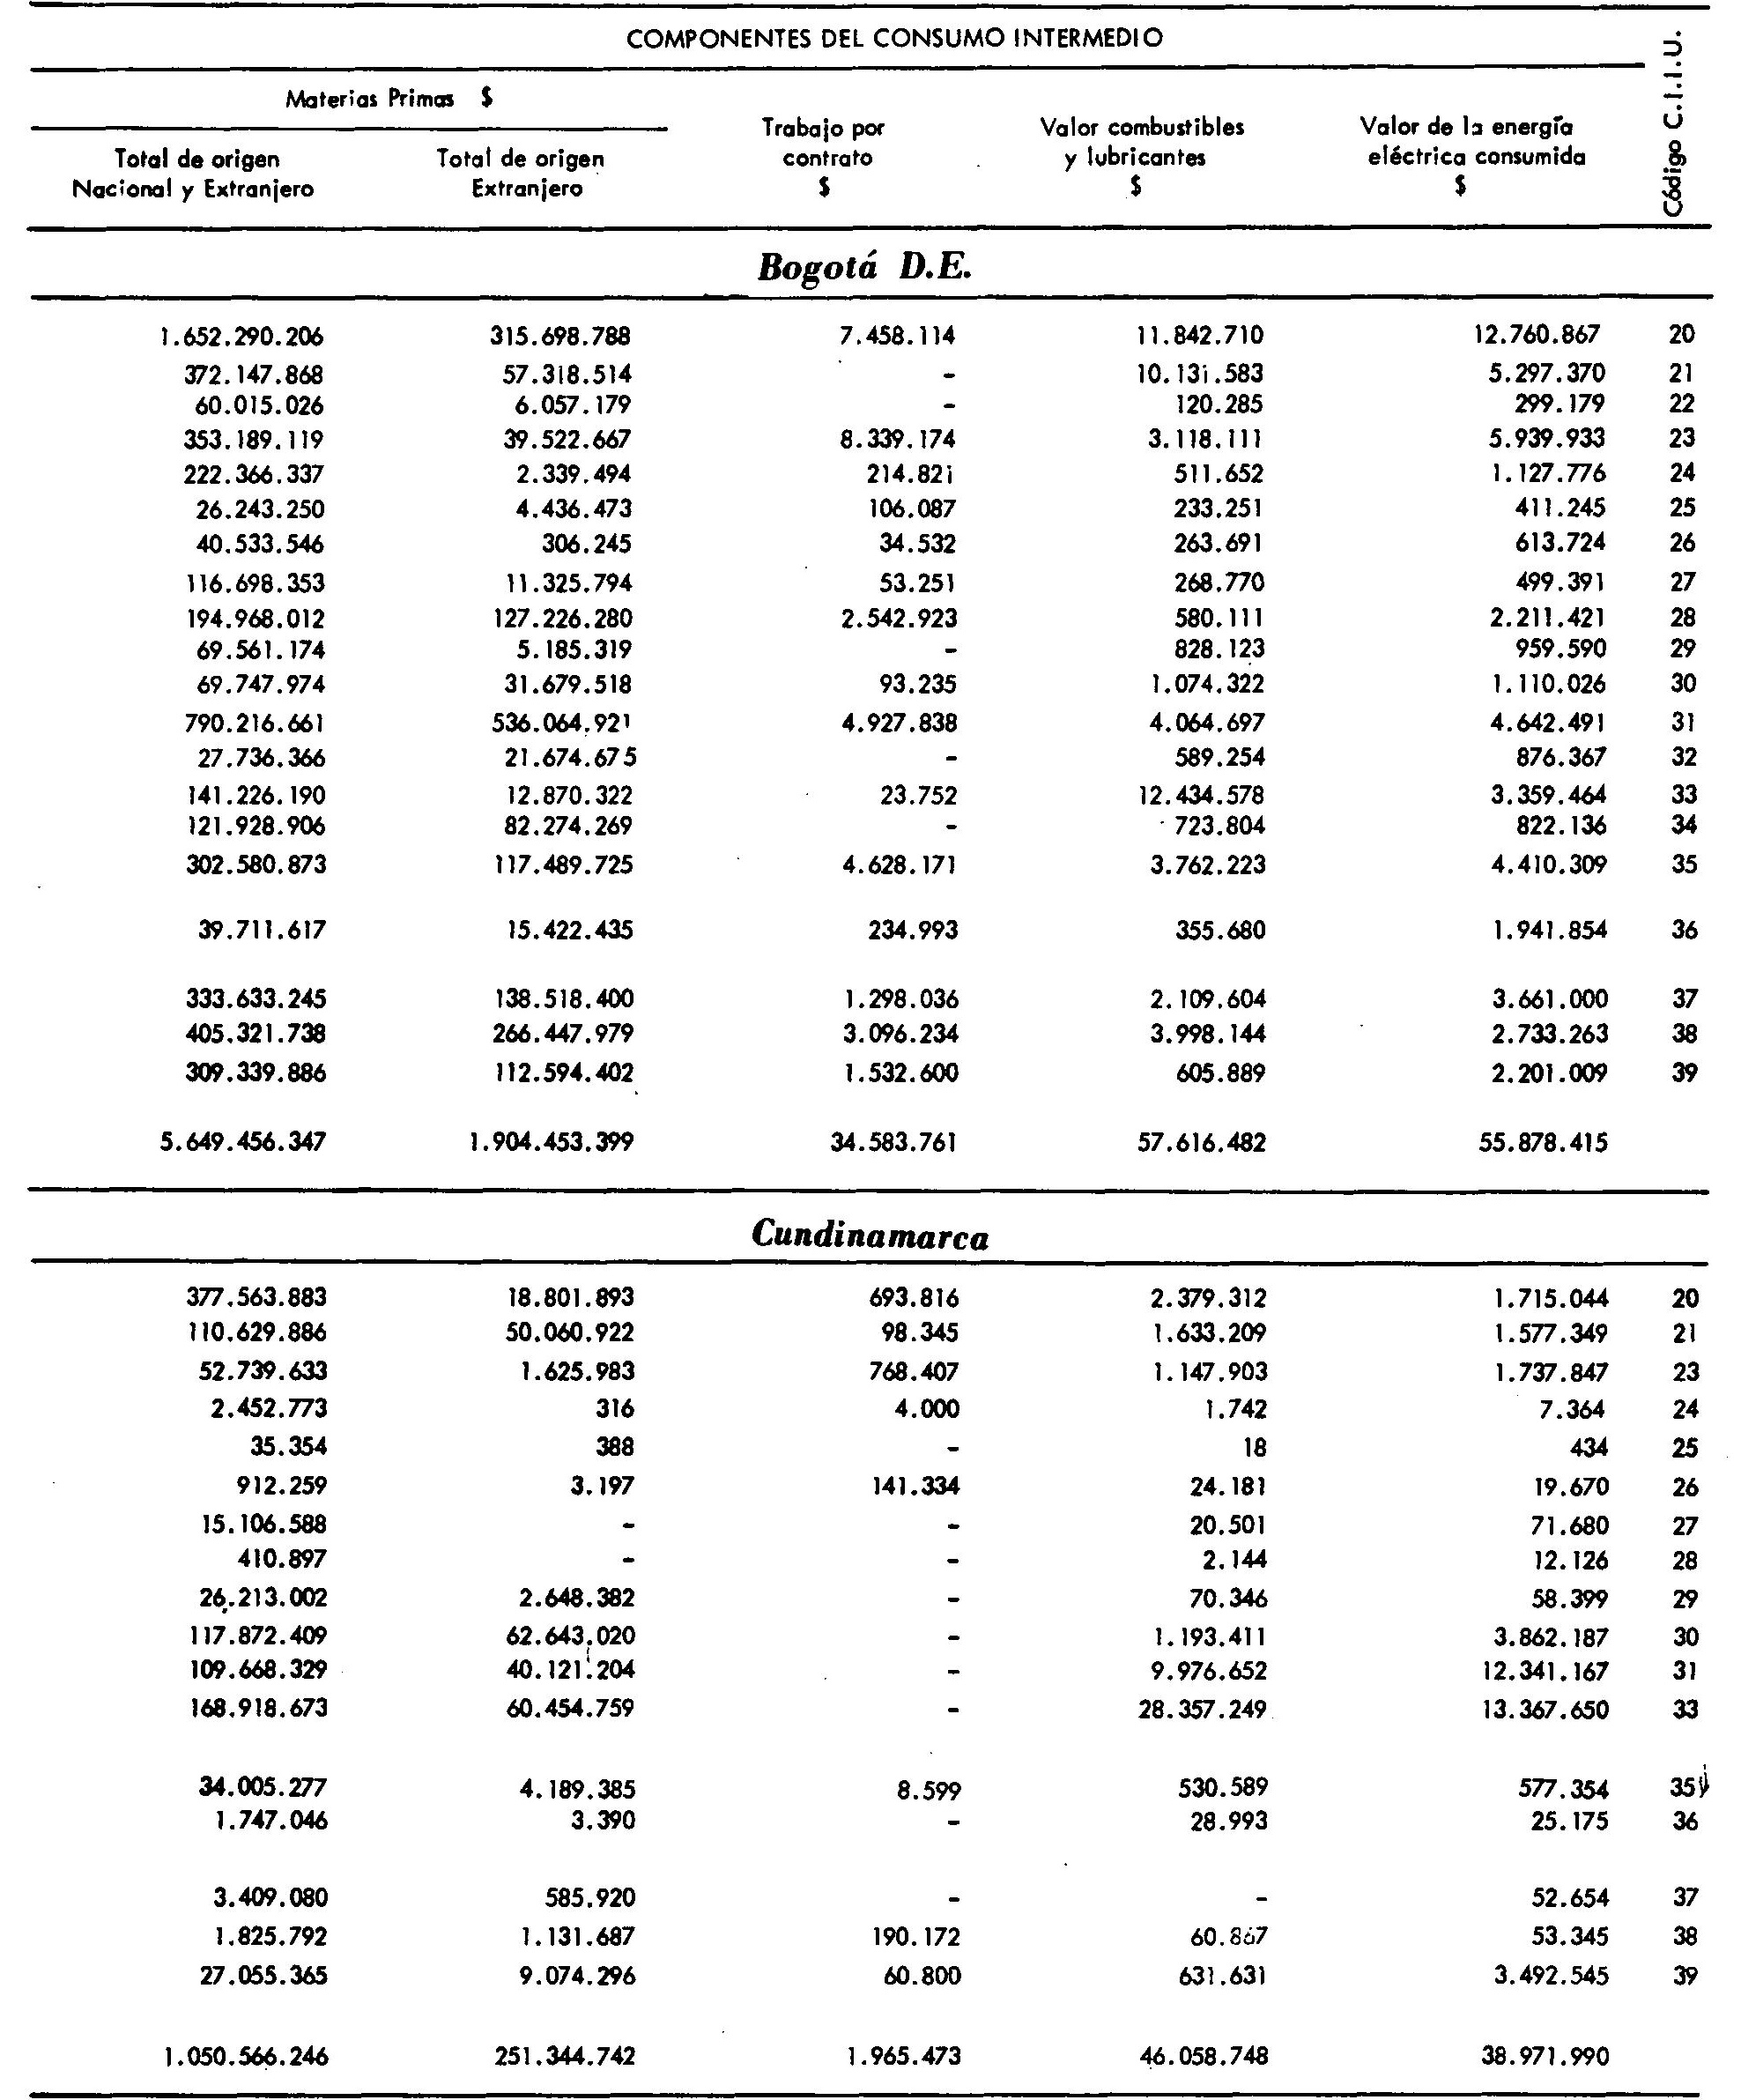 COMPONENTES DEL CONSUMO INTERMEDIO
Código C.I.I.U.
Materias Primas $
Total de origen Nacional y Extranjero
Total de origen Extranjero
Trabajo por contrato $
Valor combustibles y lubricantes $
Valor de la energía eléctrica consumida $
Bogotá D.E.
1.652.290.206 315.698.788 7.458.114 11.842.710 12.760.867 20
372.147.868 57.318.514 - 10.131.583 5.297.370 21
60.015.026 6.057.179 - 120.285 299.179 22
353.189.119 39.522.667 8.339.174 3.118.111 5.939.933 23
222.366.337 2.339.494 214.821 511.652 1.127.776 24
26.243.250 4.436.473 106.087 233.251 411.245 25
40.533.546 306.245 34.532 263.691 613.724 26
116.698.353 11.325.794 53.251 268.770 499.391 27
194.968.012 127.226.280 2.542.923 580.111 2.211.421 28
69.561.174 5.185.319 - 828.123 959.590 29
69.747.974 31.679.518 93.235 1.074.322 1.110.026 30
790.216.661 536.064.921 4.927.838 4.064.697 4.642.491 31
27.736.366 21.674.675 - 589.254 876.367 32
141.226.190 12.870.322 23.752 12.434.578 3.359.464 33
121.928.906 82.274.269 - 723.804 822.136 34
302.580.873 117.489.725 4.628.171 3.762.223 4.410.309 35
39.711.617 15.422.435 234.993 355.680 1.941.854 36
333.633.245 138.518.400 1.298.036 2.109.604 3.661.000 37
405.321.738 266.447.979 3.096.234 3.998.144 2.733.263 38
309.339.886 112.594.402 1.532.600 605.889 2.201.009 39
5.649.456.347 1.904.453.399 34.583.761 57.616.482 55.878.415
Cundinamarca
377.563.883 18.801.893 693.816 2.379.312 1.715.044 20
110.629.886 50.060.922 98.345 1.633.209 1.577.349 21
52.739.633 1.625.983 768.407 1.147.903 1.737.847 23
2.452.773 316 4.000 1.742 7.364 24
35.354 388 - 18 434 25
912.259 3.197 141.334 24.181 19.670 26
15.106.588 - - 20.501 71.680 27
410.897 - - 2.144 12.126 28
26.213.002 2.648.382 - 70.346 58.399 29
117.872.409 62.643.020 - 1.193.411 3.862.187 30
109.668.329 40.121.204 - 9.976.652 12.341.167 31
168.918.673 60.454.759 - 28.357.249 13.367.650 33
34.005.277 4.189.385 8.599 530.589 577.354 35
1.747.046 3.390 - 28.993 25.175 36
3.409.080 585.920 - - 52.654 37
1.825.792 1.131.687 190.172 60.867 53.345 38
27.055.365 9.074.296 60.800 631.631 3.492.545 39
1.050.566.246 251.344.742 1.965.473 46.058.748 38.971.990